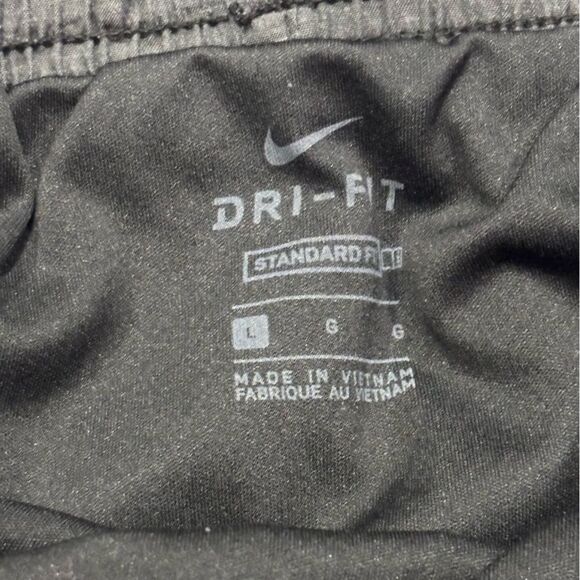 DRI-FIT
STANDARD
L G G
MADE IN VIETNAM
FABRIQUE AU VIETNAM